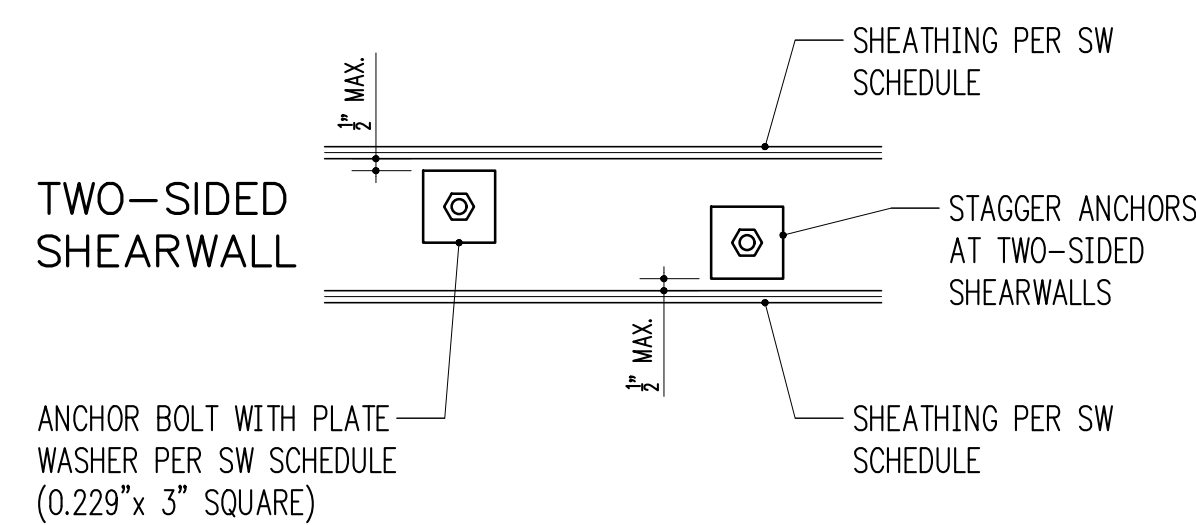 SHEATHING PER SW
SCHEDULE
1/2" MAX.
TWO-SIDED
SHEARWALL
STAGGER ANCHORS
AT TWO-SIDED
SHEARWALLS
1/2" MAX.
ANCHOR BOLT WITH PLATE
WASHER PER SW SCHEDULE
(0.229"x 3" SQUARE)
SHEATHING PER SW
SCHEDULE